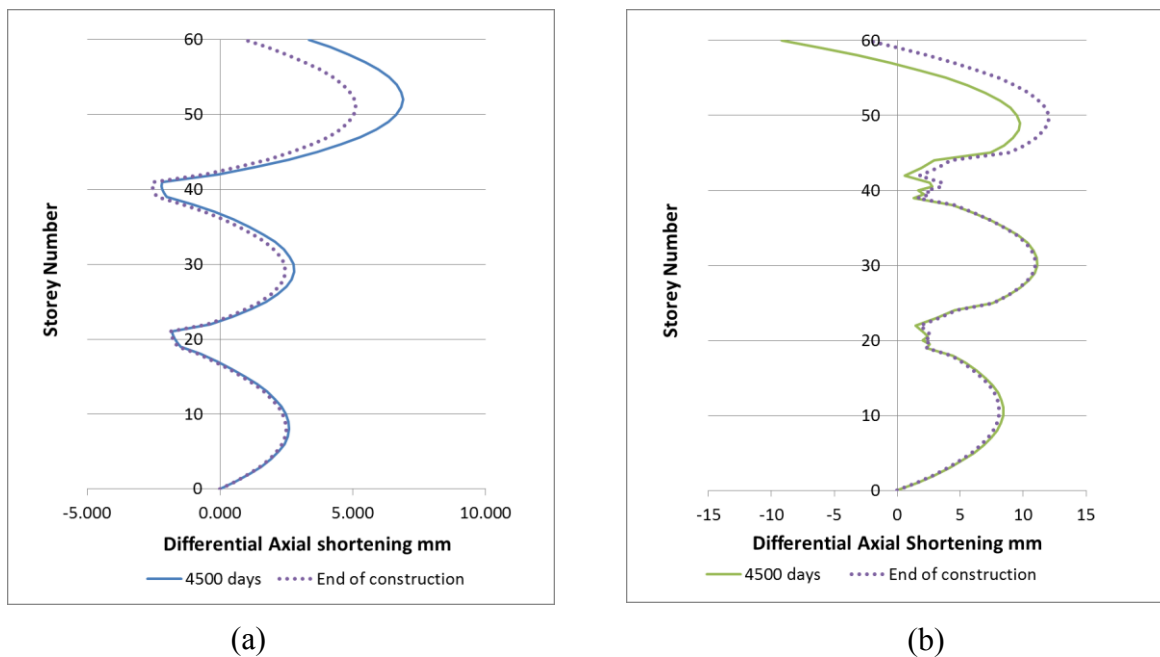 60
50
40
30
20
10
0
Storey Number
-5.000 0.000 5.000 10.000
Differential Axial shortening mm
4500 days End of construction
(a)
60
50
40
30
20
10
0
Storey Number
-15 -10 -5 0 5 10 15
Differential Axial Shortening mm
4500 days End of construction
(b)